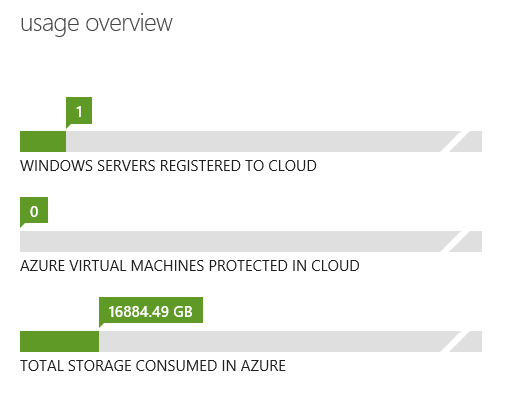 usage overview
1
WINDOWS SERVERS REGISTERED TO CLOUD
0
AZURE VIRTUAL MACHINES PROTECTED IN CLOUD
16884.49 GB
TOTAL STORAGE CONSUMED IN AZURE